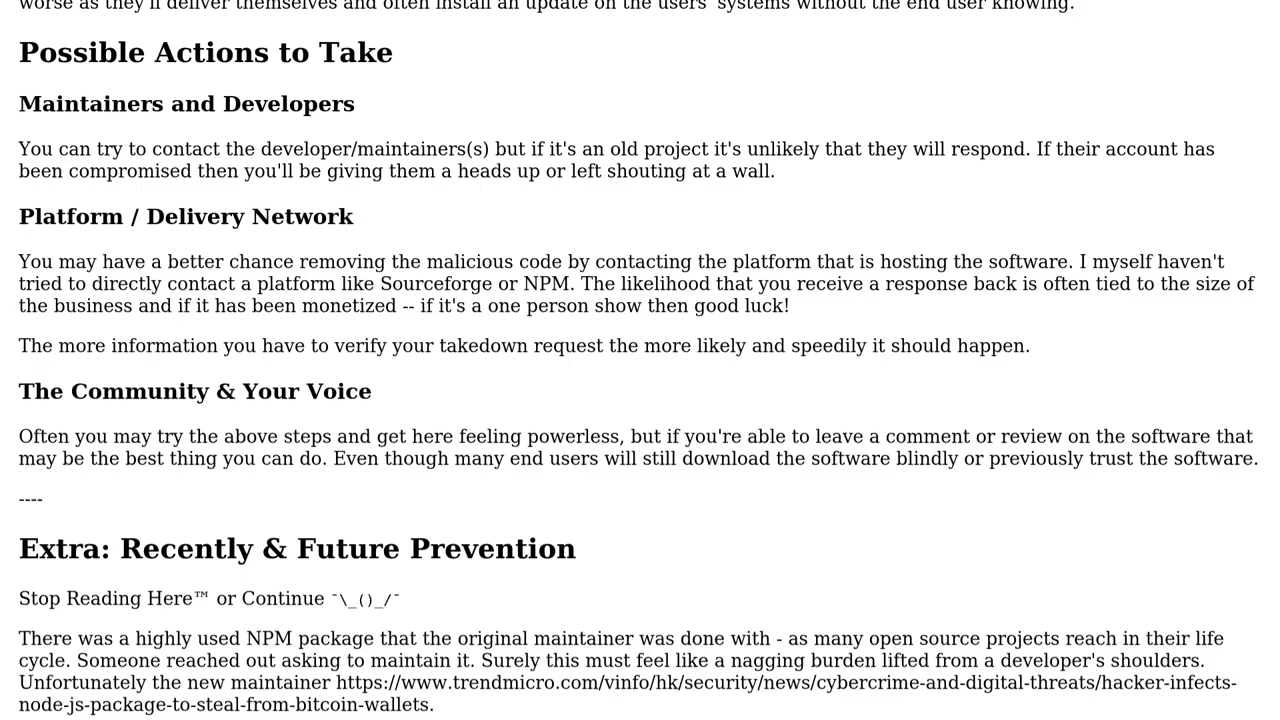 worse as they'll deliver themselves and often install an update on the users' systems without the end user knowing.
Possible Actions to Take
Maintainers and Developers
You can try to contact the developer/maintainers(s) but if it's an old project it's unlikely that they will respond. If their account has
been compromised then you'll be giving them a heads up or left shouting at a wall.
Platform / Delivery Network
You may have a better chance removing the malicious code by contacting the platform that is hosting the software. I myself haven't
tried to directly contact a platform like Sourceforge or NPM. The likelihood that you receive a response back is often tied to the size of
the business and if it has been monetized -- if it's a one person show then good luck!
The more information you have to verify your takedown request the more likely and speedily it should happen.
The Community & Your Voice
Often you may try the above steps and get here feeling powerless, but if you're able to leave a comment or review on the software that
may be the best thing you can do. Even though many end users will still download the software blindly or previously trust the software.
----
Extra: Recently & Future Prevention
Stop Reading Here™ or Continue ¯\_()_/¯
There was a highly used NPM package that the original maintainer was done with - as many open source projects reach in their life
cycle. Someone reached out asking to maintain it. Surely this must feel like a nagging burden lifted from a developer's shoulders.
Unfortunately the new maintainer https://www.trendmicro.com/vinfo/hk/security/news/cybercrime-and-digital-threats/hacker-infects-
node-js-package-to-steal-from-bitcoin-wallets.